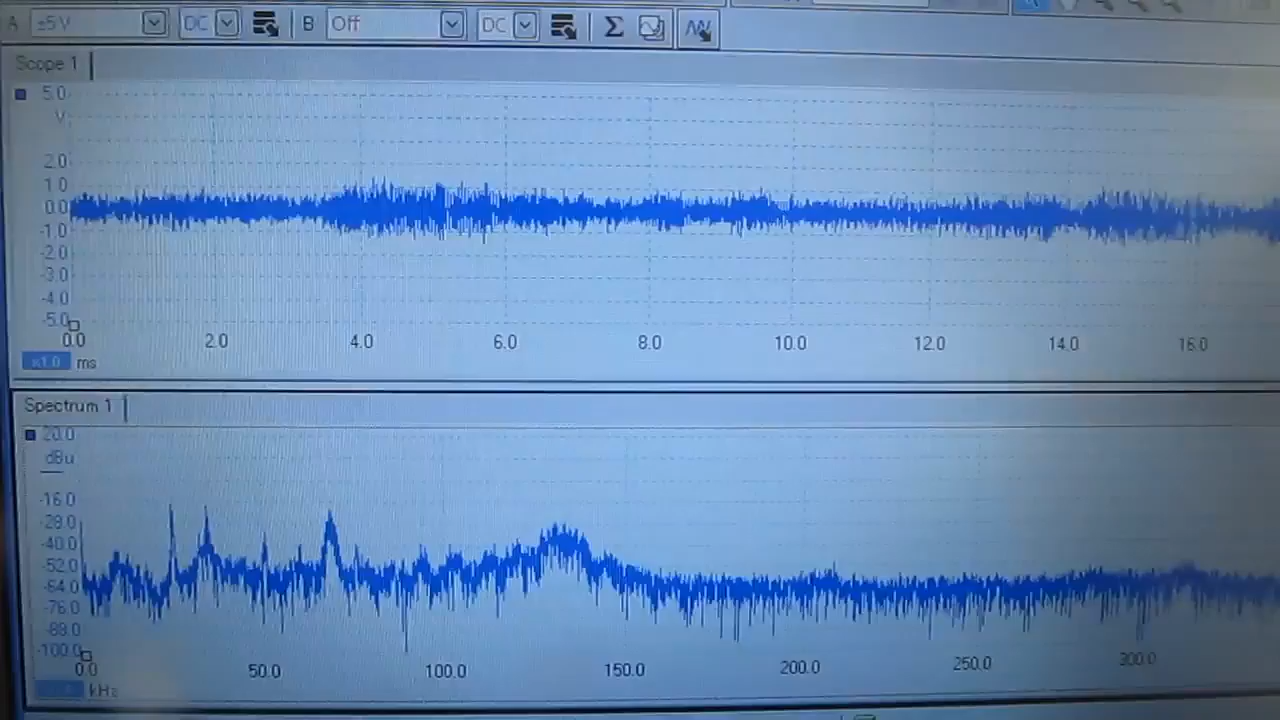 A ±5 V DC B Off DC Σ
Scope 1
5.0
V
2.0
1.0
0.0
-1.0
-2.0
-3.0
-4.0
-5.0
0.0 2.0 4.0 6.0 8.0 10.0 12.0 14.0 16.0
x1.0 ms
Spectrum 1
20.0
dBu
-16.0
-28.0
-40.0
-52.0
-64.0
-76.0
-88.0
-100.0
0.0 50.0 100.0 150.0 200.0 250.0 300.0
kHz